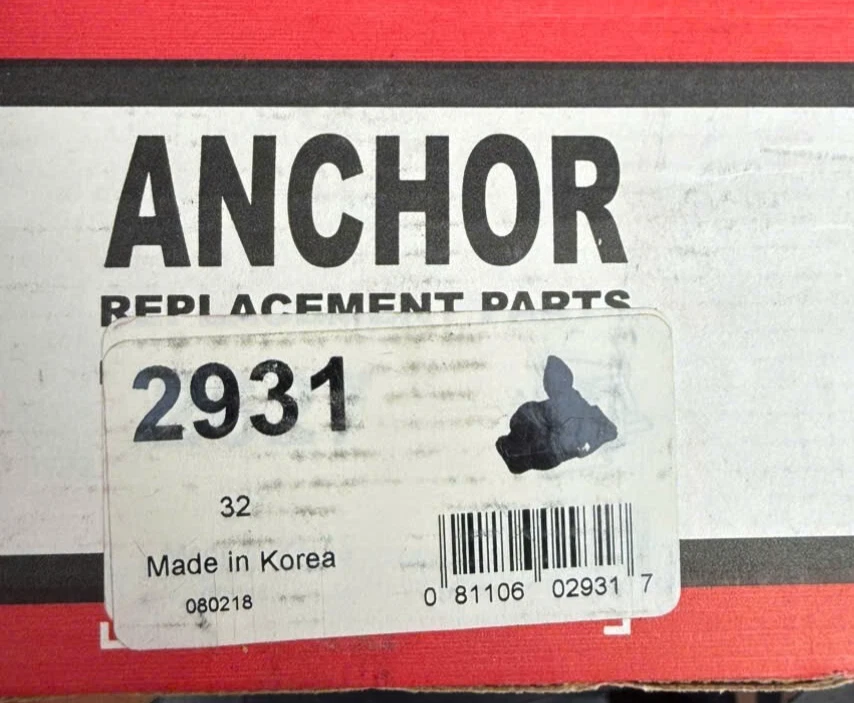 ANCHOR
REPLACEMENT PARTS
2931
32
Made in Korea
080218
0 81106 02931 7